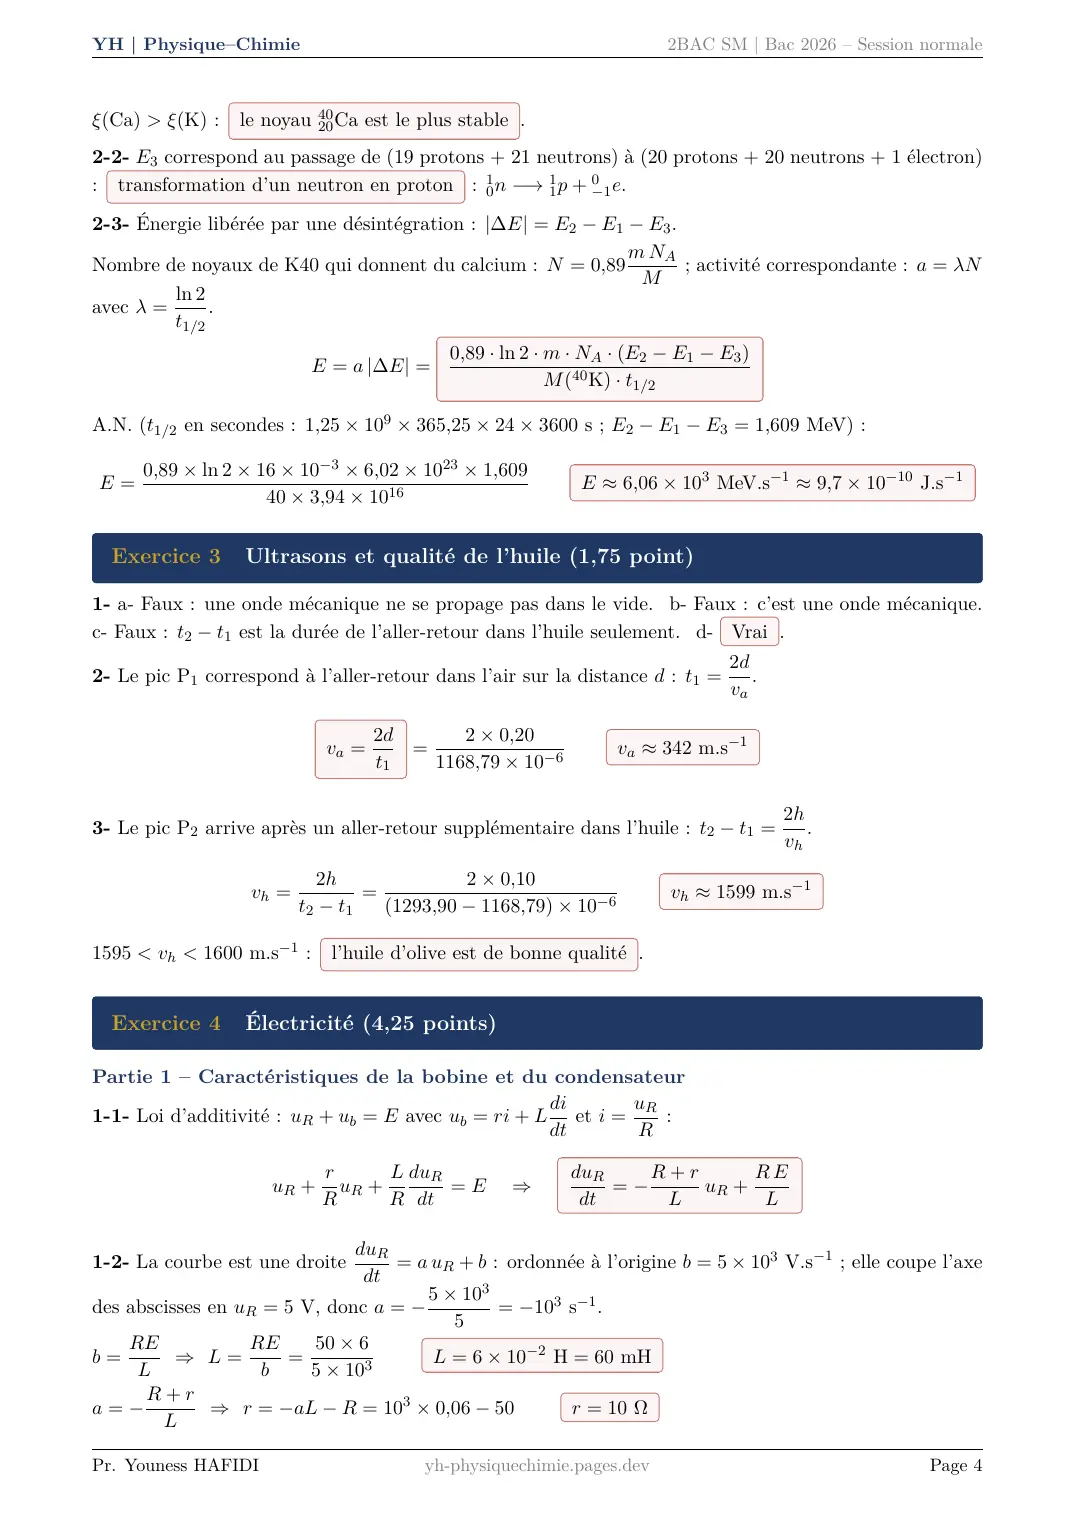 YH | Physique–Chimie 2BAC SM | Bac 2026 – Session normale
ξ(Ca) > ξ(K) : le noyau ⁴⁰₂₀Ca est le plus stable .
2-2- E₃ correspond au passage de (19 protons + 21 neutrons) à (20 protons + 20 neutrons + 1 électron)
: transformation d'un neutron en proton : ¹₀n ⟶ ¹₁p + ⁰₋₁e.
2-3- Énergie libérée par une désintégration : |ΔE| = E₂ − E₁ − E₃.
Nombre de noyaux de K40 qui donnent du calcium : N = 0,89 (m N_A)/M ; activité correspondante : a = λN
avec λ = (ln 2)/t₁/₂.
E = a |ΔE| = (0,89 · ln 2 · m · N_A · (E₂ − E₁ − E₃))/(M(⁴⁰K) · t₁/₂)
A.N. (t₁/₂ en secondes : 1,25 × 10⁹ × 365,25 × 24 × 3600 s ; E₂ − E₁ − E₃ = 1,609 MeV) :
E = (0,89 × ln 2 × 16 × 10⁻³ × 6,02 × 10²³ × 1,609)/(40 × 3,94 × 10¹⁶) E ≈ 6,06 × 10³ MeV.s⁻¹ ≈ 9,7 × 10⁻¹⁰ J.s⁻¹
Exercice 3 Ultrasons et qualité de l'huile (1,75 point)
1- a- Faux : une onde mécanique ne se propage pas dans le vide. b- Faux : c'est une onde mécanique.
c- Faux : t₂ − t₁ est la durée de l'aller-retour dans l'huile seulement. d- Vrai .
2- Le pic P₁ correspond à l'aller-retour dans l'air sur la distance d : t₁ = 2d/vₐ.
vₐ = 2d/t₁ = (2 × 0,20)/(1168,79 × 10⁻⁶) vₐ ≈ 342 m.s⁻¹
3- Le pic P₂ arrive après un aller-retour supplémentaire dans l'huile : t₂ − t₁ = 2h/vₕ.
vₕ = 2h/(t₂ − t₁) = (2 × 0,10)/((1293,90 − 1168,79) × 10⁻⁶) vₕ ≈ 1599 m.s⁻¹
1595 < vₕ < 1600 m.s⁻¹ : l'huile d'olive est de bonne qualité .
Exercice 4 Électricité (4,25 points)
Partie 1 – Caractéristiques de la bobine et du condensateur
1-1- Loi d'additivité : u_R + u_b = E avec u_b = ri + L di/dt et i = u_R/R :
u_R + (r/R)u_R + (L/R)(du_R/dt) = E ⇒ du_R/dt = −((R + r)/L) u_R + (R E)/L
1-2- La courbe est une droite du_R/dt = a u_R + b : ordonnée à l'origine b = 5 × 10³ V.s⁻¹ ; elle coupe l'axe
des abscisses en u_R = 5 V, donc a = −(5 × 10³)/5 = −10³ s⁻¹.
b = RE/L ⇒ L = RE/b = (50 × 6)/(5 × 10³) L = 6 × 10⁻² H = 60 mH
a = −(R + r)/L ⇒ r = −aL − R = 10³ × 0,06 − 50 r = 10 Ω
Pr. Youness HAFIDI yh-physiquechimie.pages.dev Page 4